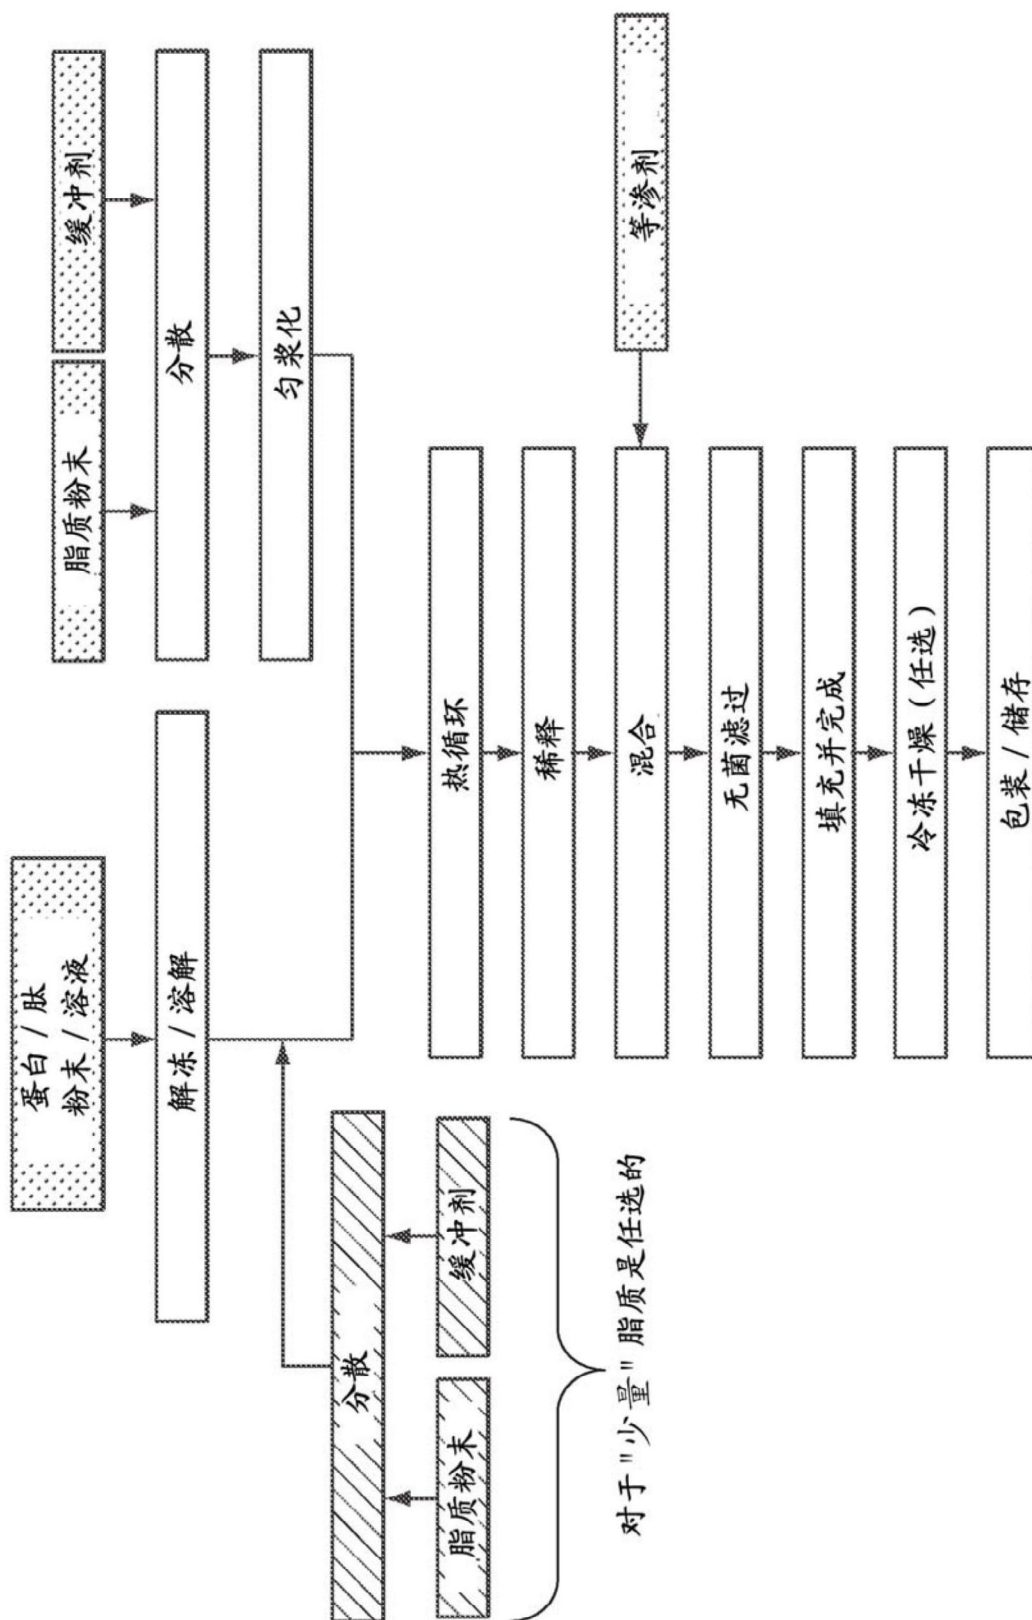 蛋白/肽
粉末/溶液
脂质粉末
缓冲剂
解冻/溶解
分散
匀浆化
分散
脂质粉末
缓冲剂
对于"少量"脂质是任选的
热循环
稀释
混合
等渗剂
无菌滤过
填充并完成
冷冻干燥(任选)
包装/储存